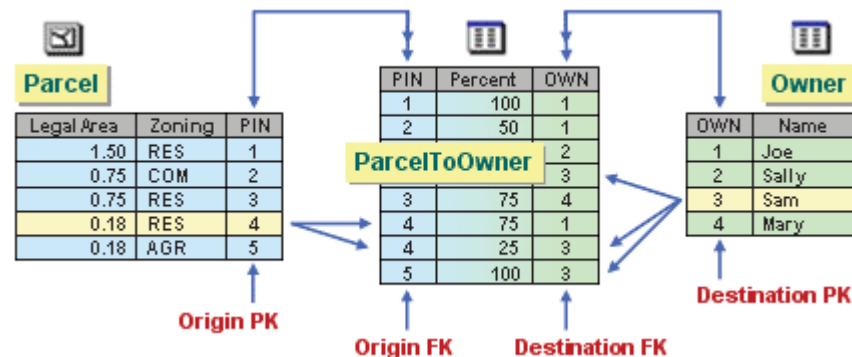 Parcel
Legal Area Zoning PIN
1.50 RES 1
0.75 COM 2
0.75 RES 3
0.18 RES 4
0.18 AGR 5
Origin PK
PIN Percent OWN
1 100 1
2 50 1
2
ParcelToOwner
3
3 75 4
4 75 1
4 25 3
5 100 3
Origin FK
Destination FK
Owner
OWN Name
1 Joe
2 Sally
3 Sam
4 Mary
Destination PK